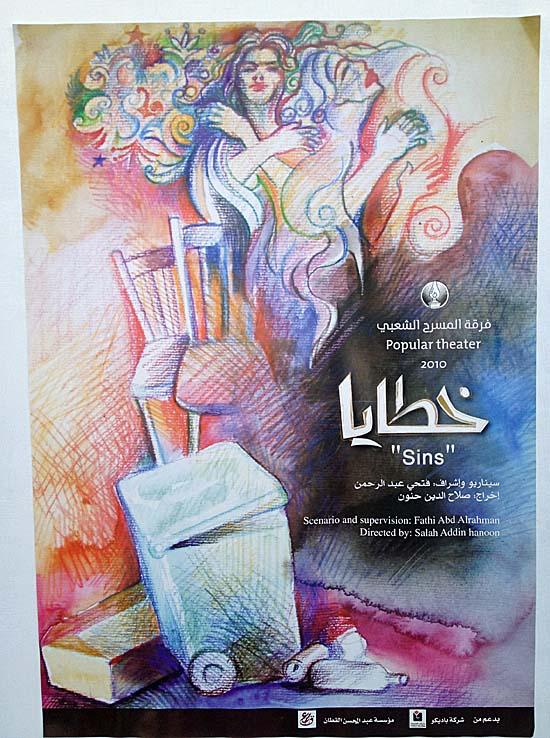 فرقة المسرح الشعبي
Popular theater
2010
خطايا
"Sins"
سيناريو وإشراف: فتحي عبد الرحمن
إخراج: صلاح الدين حنون
Scenario and supervision: Fathi Abd Alrahman
Directed by: Salah Addin hanoon
بدعم من شركة باديكو مؤسسة عبد المحسن القطان